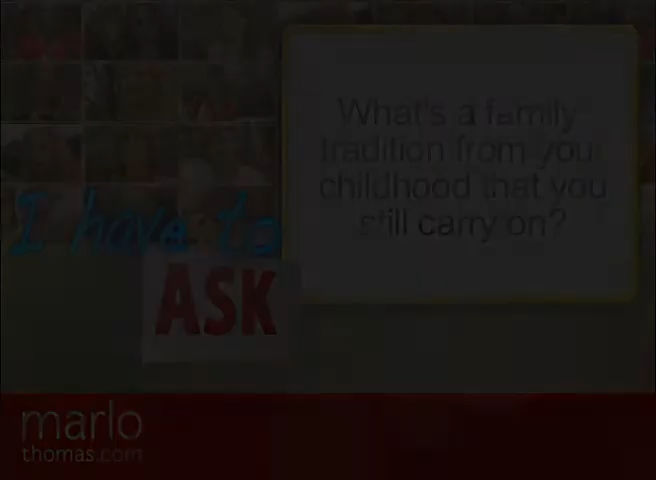 What's a family
tradition from your
childhood that you
still carry on?
I have to
ASK
marlo
thomas.com